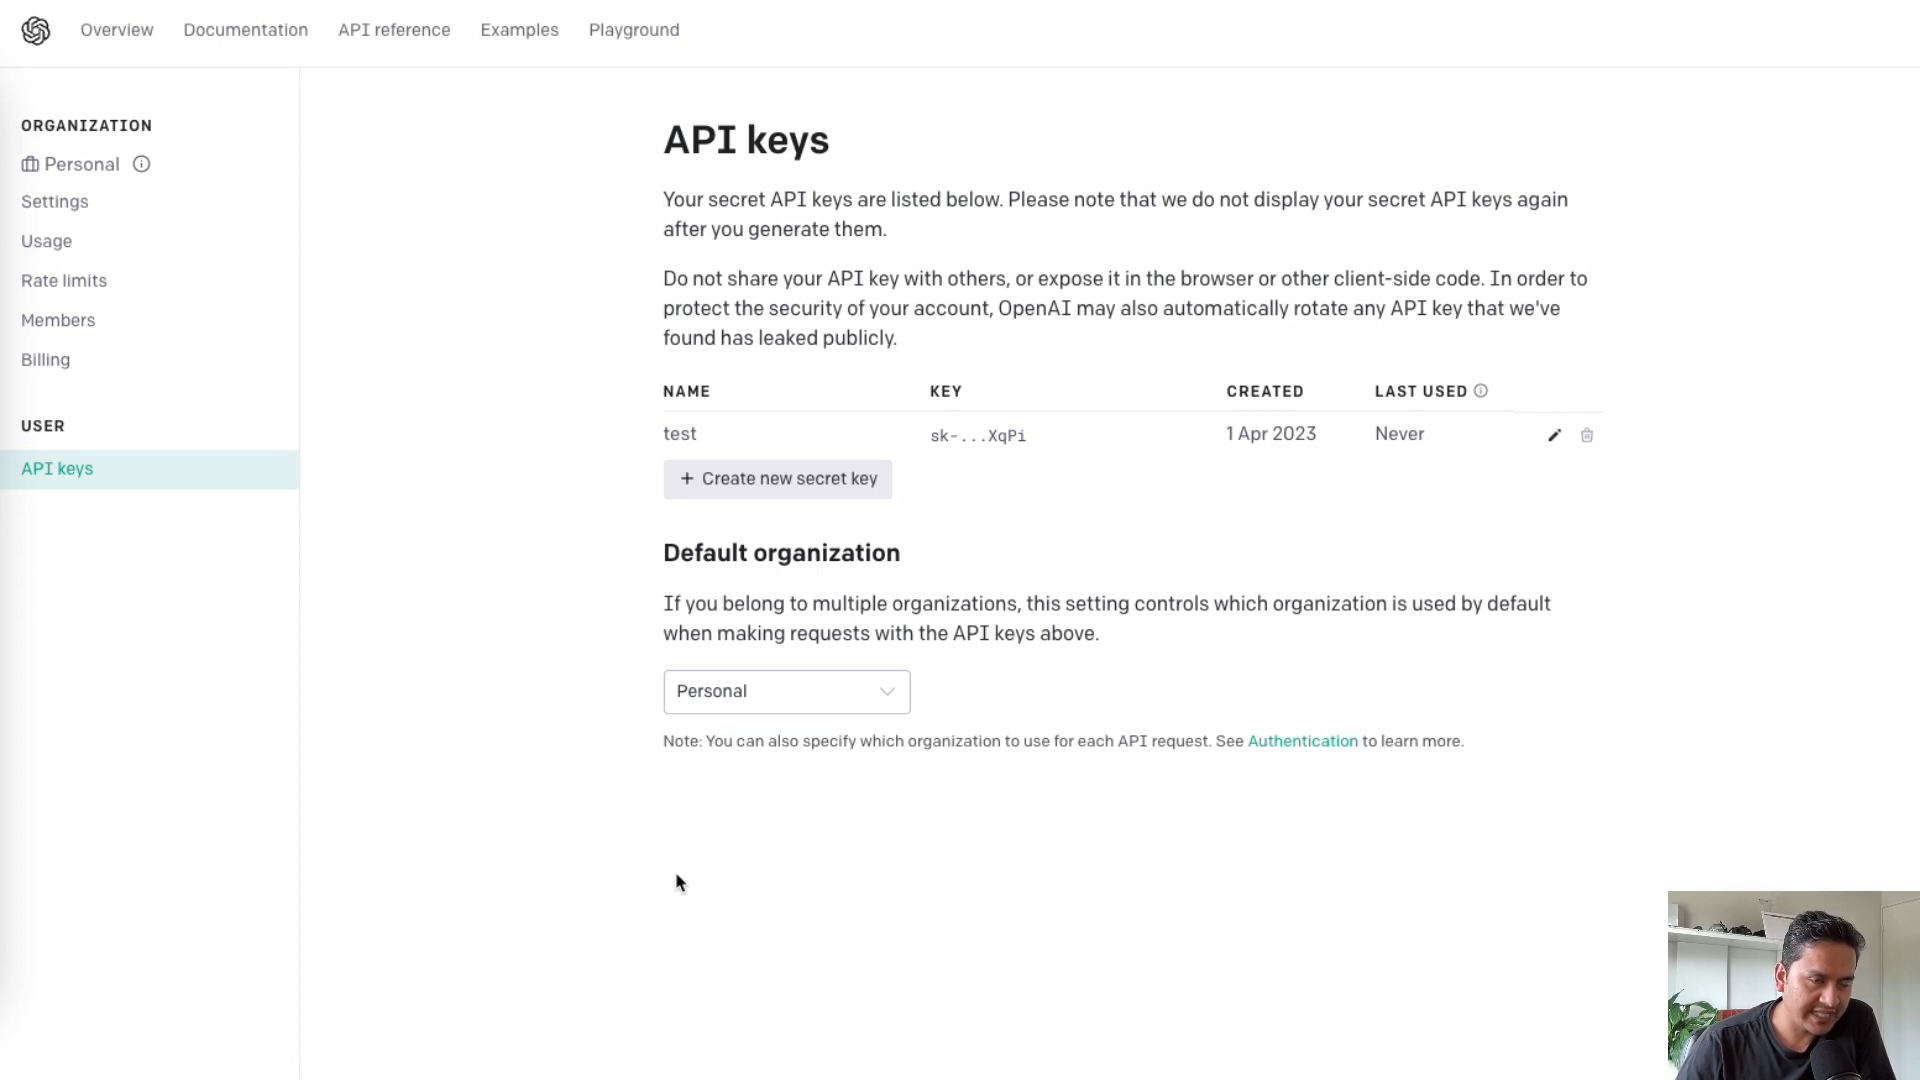 Overview Documentation API reference Examples Playground
ORGANIZATION
Personal
Settings
Usage
Rate limits
Members
Billing
USER
API keys
API keys
Your secret API keys are listed below. Please note that we do not display your secret API keys again
after you generate them.
Do not share your API key with others, or expose it in the browser or other client-side code. In order to
protect the security of your account, OpenAI may also automatically rotate any API key that we've
found has leaked publicly.
NAME KEY CREATED LAST USED
test sk-...XqPi 1 Apr 2023 Never
+ Create new secret key
Default organization
If you belong to multiple organizations, this setting controls which organization is used by default
when making requests with the API keys above.
Personal
Note: You can also specify which organization to use for each API request. See Authentication to learn more.